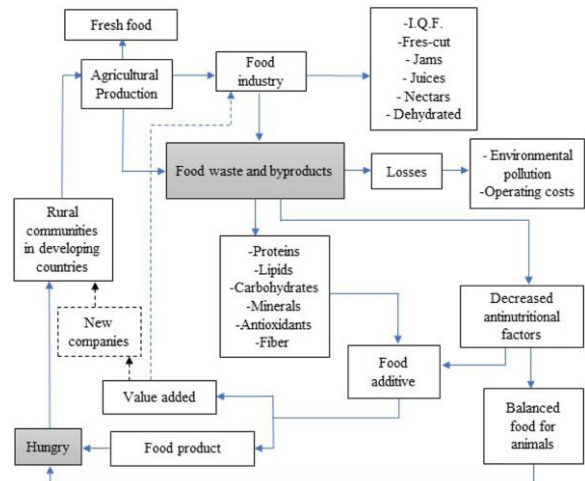 Fresh food
Agricultural
Production
Food
industry
-I.Q.F.
-Fres-cut
- Jams
- Juices
- Nectars
- Dehydrated
Food waste and byproducts
Losses
- Environmental
pollution
-Operating costs
Rural
communities
in developing
countries
-Proteins
-Lipids
-Carbohydrates
-Minerals
-Antioxidants
-Fiber
Decreased
antinutritional
factors
New
companies
Food
additive
Value added
Balanced
food for
animals
Hungry
Food product